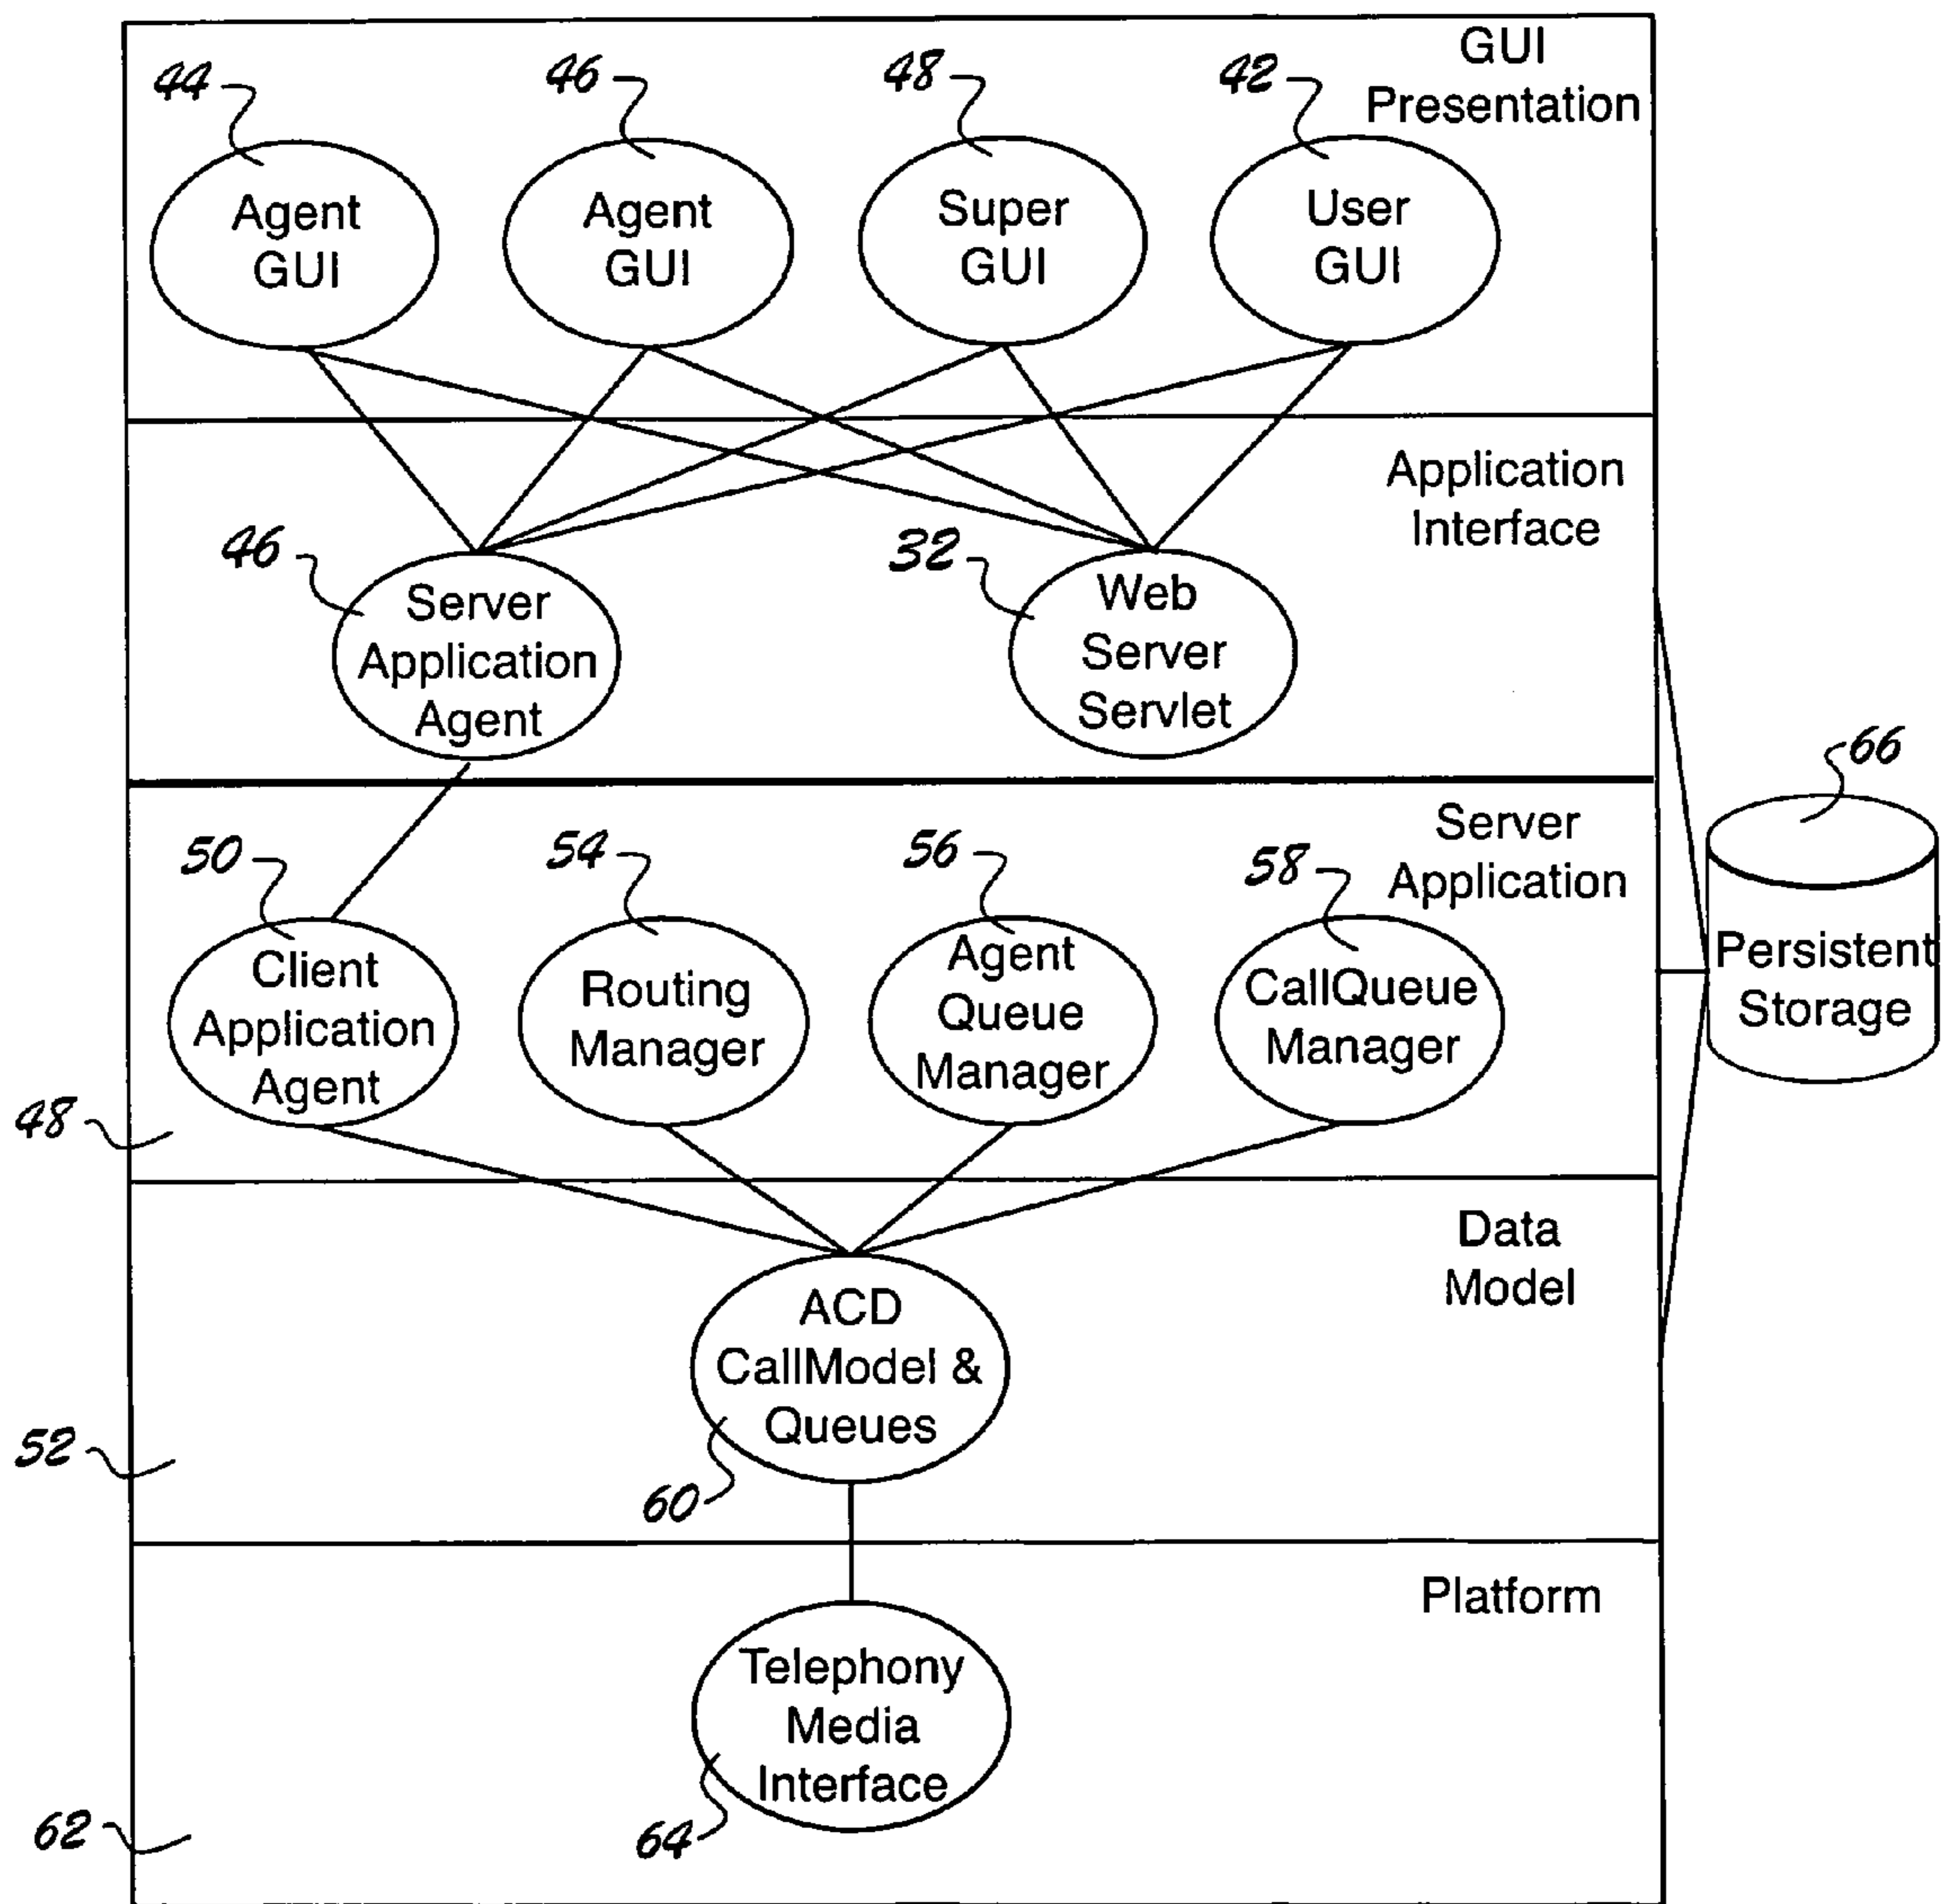 GUI
Presentation
44
46
48
42
Agent
GUI
Agent
GUI
Super
GUI
User
GUI
Application
Interface
46
32
Server
Application
Agent
Web
Server
Servlet
66
Server
Application
50
54
56
58
Client
Application
Agent
Routing
Manager
Agent
Queue
Manager
CallQueue
Manager
Persistent
Storage
48
Data
Model
ACD
CallModel &
Queues
52
60
Platform
Telephony
Media
Interface
62
64